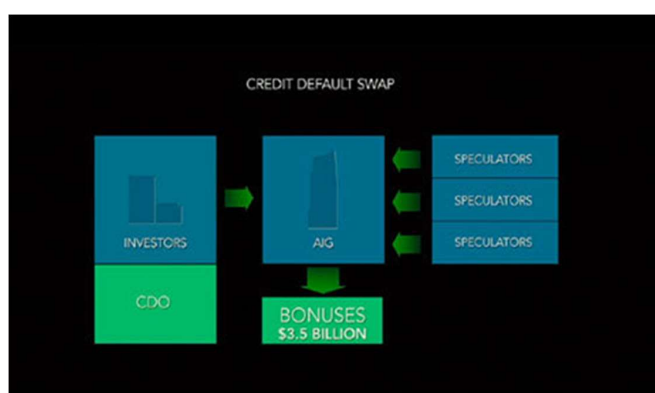 CREDIT DEFAULT SWAP
INVESTORS
CDO
AIG
BONUSES
$3.5 BILLION
SPECULATORS
SPECULATORS
SPECULATORS